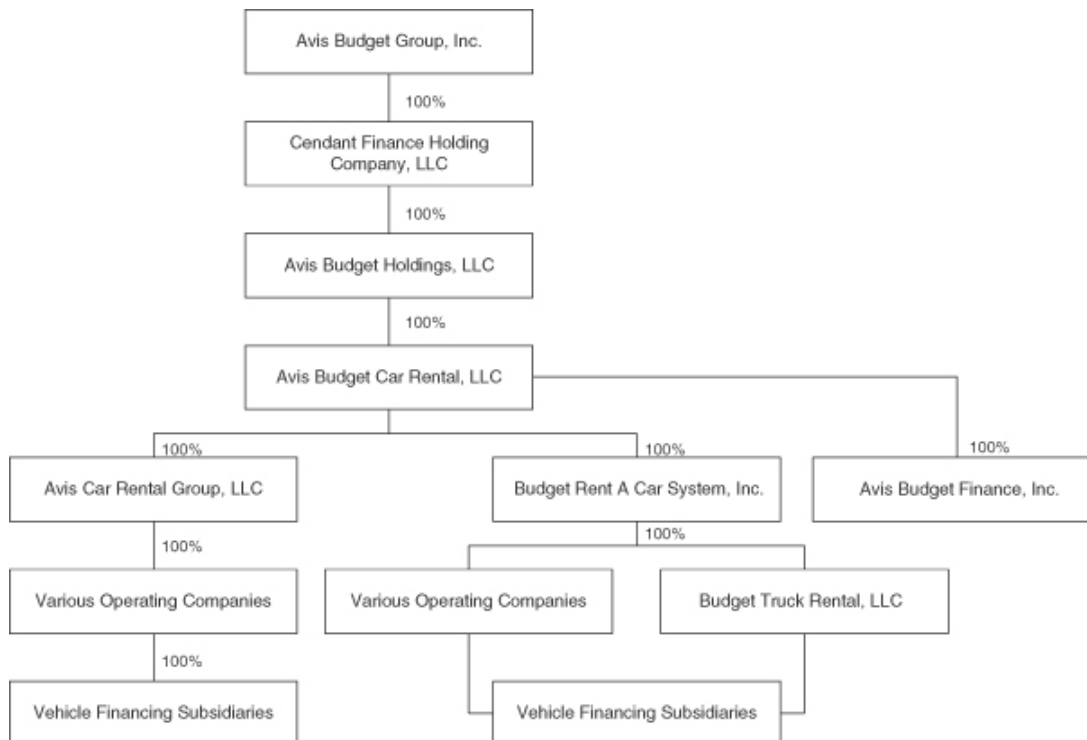 Avis Budget Group, Inc.
100%
Cendant Finance Holding
Company, LLC
100%
Avis Budget Holdings, LLC
100%
Avis Budget Car Rental, LLC
100%
100%
100%
Avis Car Rental Group, LLC
Budget Rent A Car System, Inc.
Avis Budget Finance, Inc.
100%
100%
Various Operating Companies
Various Operating Companies
Budget Truck Rental, LLC
100%
Vehicle Financing Subsidiaries
Vehicle Financing Subsidiaries